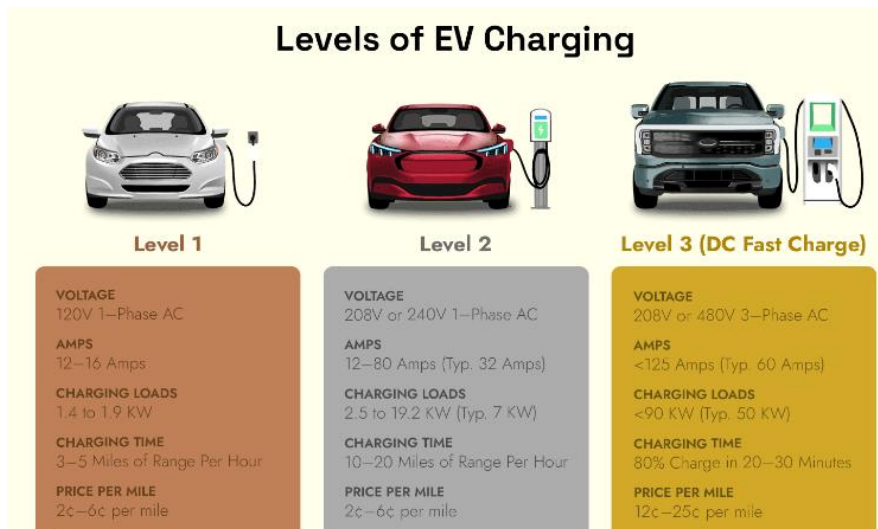 Levels of EV Charging
Level 1
VOLTAGE
120V 1–Phase AC
AMPS
12–16 Amps
CHARGING LOADS
1.4 to 1.9 KW
CHARGING TIME
3–5 Miles of Range Per Hour
PRICE PER MILE
2¢–6¢ per mile
Level 2
VOLTAGE
208V or 240V 1–Phase AC
AMPS
12–80 Amps (Typ. 32 Amps)
CHARGING LOADS
2.5 to 19.2 KW (Typ. 7 KW)
CHARGING TIME
10–20 Miles of Range Per Hour
PRICE PER MILE
2¢–6¢ per mile
Level 3 (DC Fast Charge)
VOLTAGE
208V or 480V 3–Phase AC
AMPS
<125 Amps (Typ. 60 Amps)
CHARGING LOADS
<90 KW (Typ. 50 KW)
CHARGING TIME
80% Charge in 20–30 Minutes
PRICE PER MILE
12¢–25¢ per mile